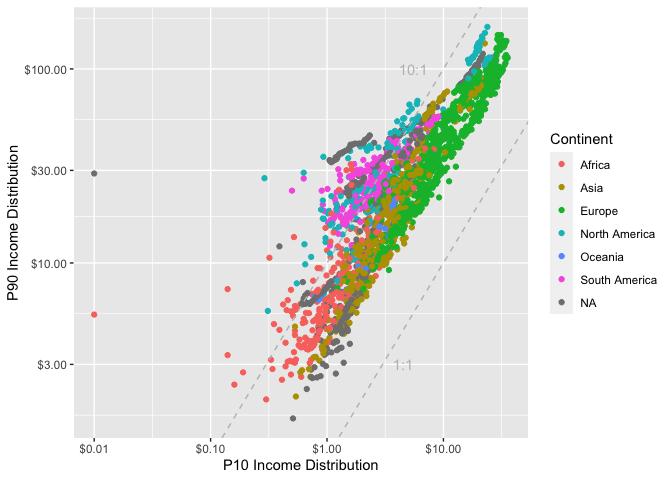 $100.00
$30.00
$10.00
$3.00
P90 Income Distribution
10:1
1:1
$0.01
$0.10
$1.00
$10.00
P10 Income Distribution
Continent
Africa
Asia
Europe
North America
Oceania
South America
NA